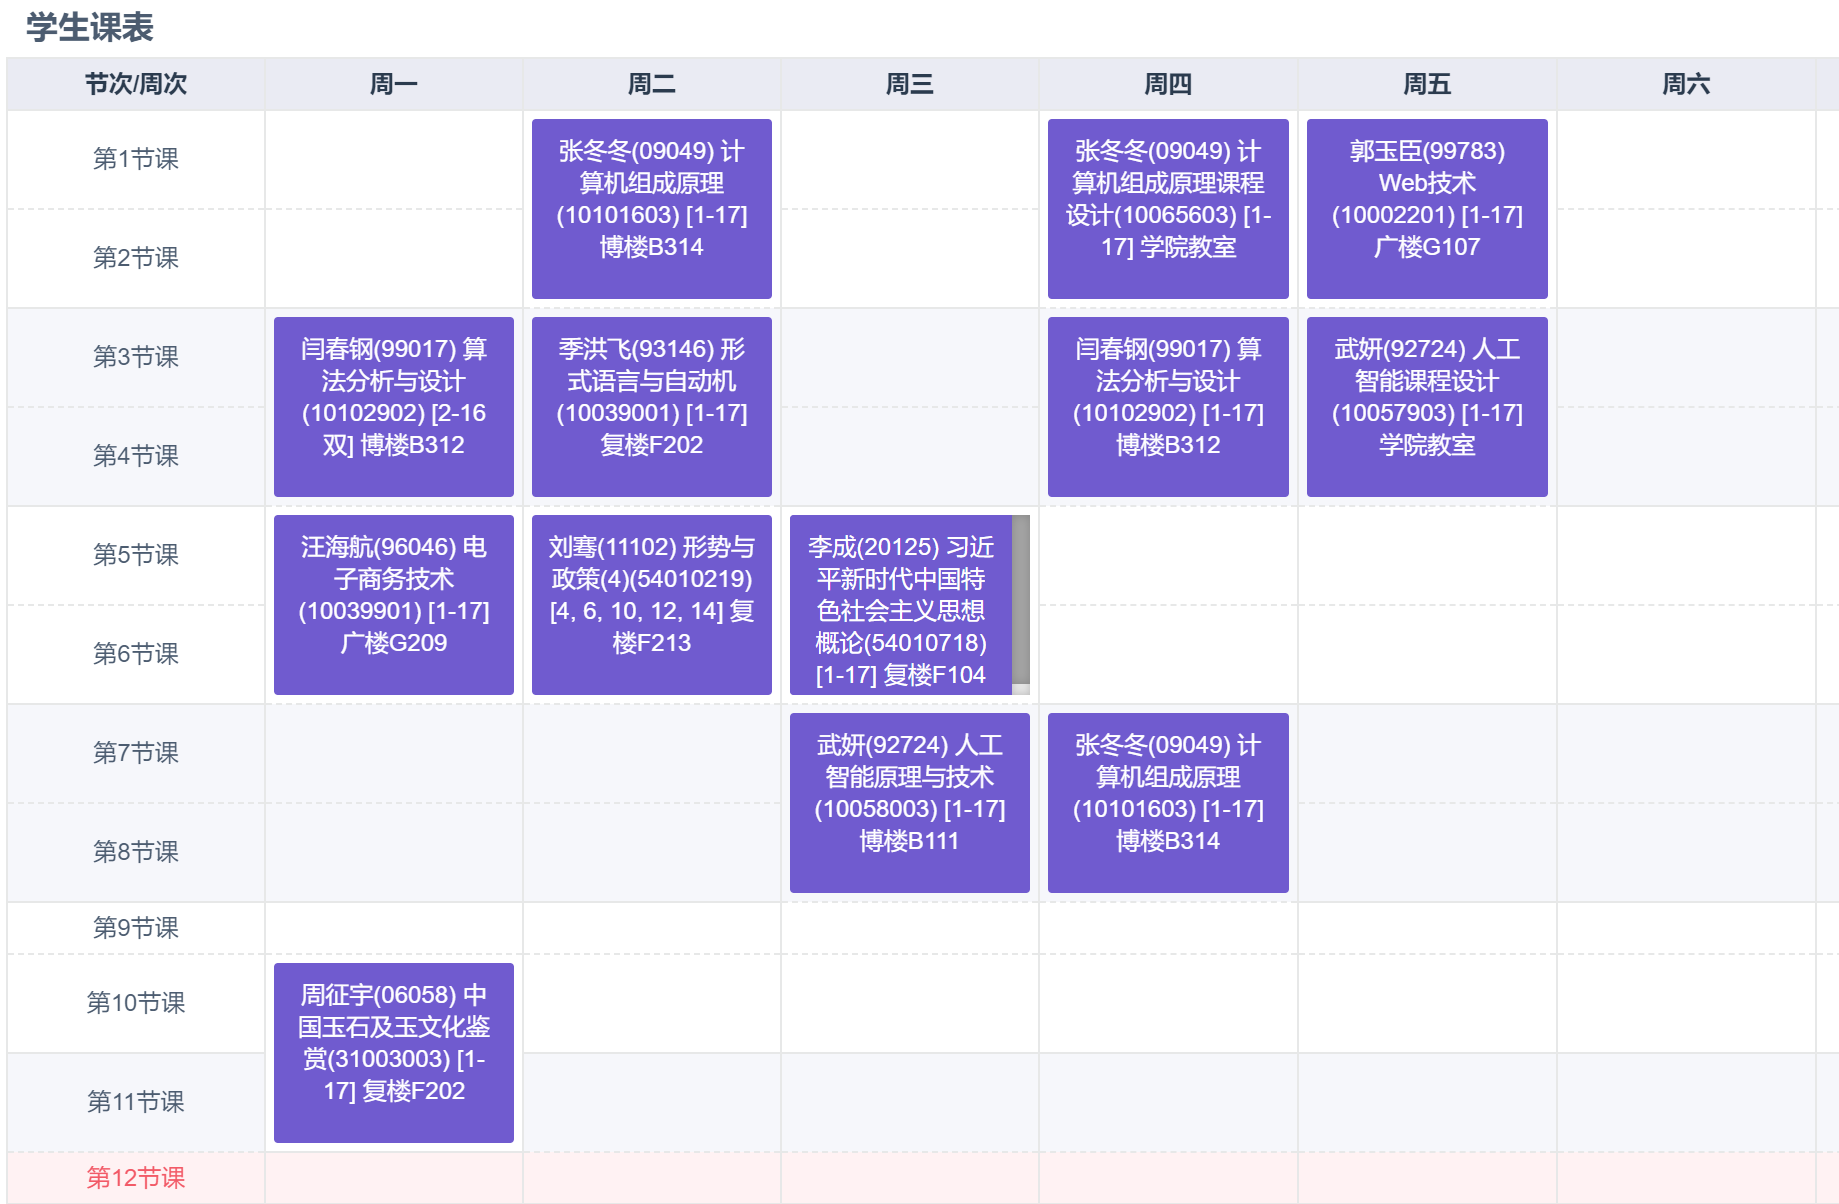 学生课表
节次/周次 周一 周二 周三 周四 周五 周六
第1节课
第2节课
张冬冬(09049) 计
算机组成原理
(10101603) [1-17]
博楼B314
张冬冬(09049) 计
算机组成原理课程
设计(10065603) [1-
17] 学院教室
郭玉臣(99783)
Web技术
(10002201) [1-17]
广楼G107
第3节课
第4节课
闫春钢(99017) 算
法分析与设计
(10102902) [2-16
双] 博楼B312
季洪飞(93146) 形
式语言与自动机
(10039001) [1-17]
复楼F202
闫春钢(99017) 算
法分析与设计
(10102902) [1-17]
博楼B312
武妍(92724) 人工
智能课程设计
(10057903) [1-17]
学院教室
第5节课
第6节课
汪海航(96046) 电
子商务技术
(10039901) [1-17]
广楼G209
刘骞(11102) 形势与
政策(4)(54010219)
[4, 6, 10, 12, 14] 复
楼F213
李成(20125) 习近
平新时代中国特
色社会主义思想
概论(54010718)
[1-17] 复楼F104
第7节课
第8节课
武妍(92724) 人工
智能原理与技术
(10058003) [1-17]
博楼B111
张冬冬(09049) 计
算机组成原理
(10101603) [1-17]
博楼B314
第9节课
第10节课
第11节课
周征宇(06058) 中
国玉石及玉文化鉴
赏(31003003) [1-
17] 复楼F202
第12节课